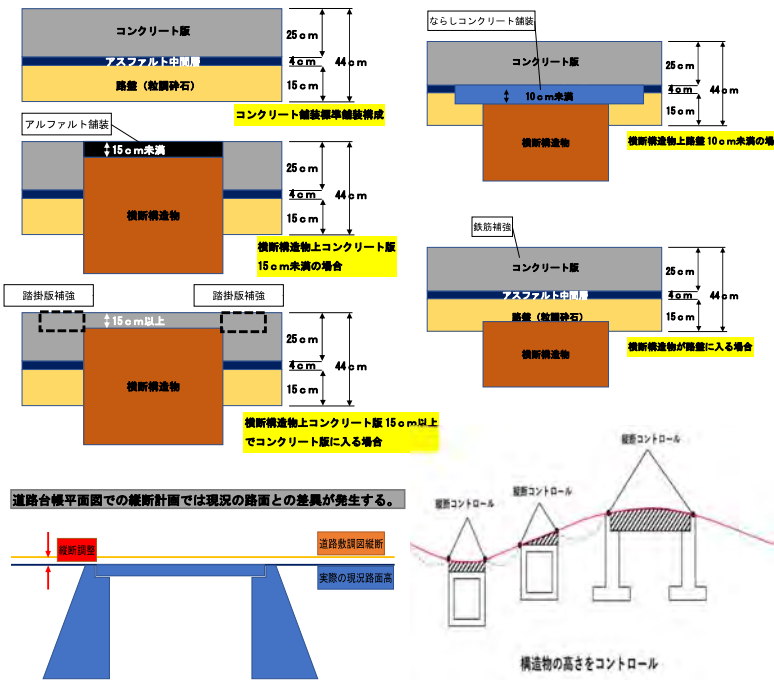 コンクリート版
アスファルト中間層
路盤（粒調砕石）
25cm
4cm
15cm
44cm
コンクリート舗装標準舗装構成
アルファルト舗装
15cm未満
横断構造物
25cm
4cm
15cm
44cm
横断構造物上コンクリート版
15cm未満の場合
踏掛版補強
踏掛版補強
15cm以上
横断構造物
25cm
4cm
15cm
44cm
横断構造物上コンクリート版15cm以上
でコンクリート版に入る場合
ならしコンクリート舗装
コンクリート版
10cm未満
横断構造物
25cm
4cm
15cm
44cm
横断構造物上路盤10cm未満の場
鉄筋補強
コンクリート版
アスファルト中間層
路盤（粒調砕石）
横断構造物
25cm
4cm
15cm
44cm
横断構造物が路盤に入る場合
道路台帳平面図での縦断計画では現況の路面との差異が発生する。
縦断調整
道路敷調図縦断
実際の現況路面高
縦断コントロール
縦断コントロール
縦断コントロール
構造物の高さをコントロール